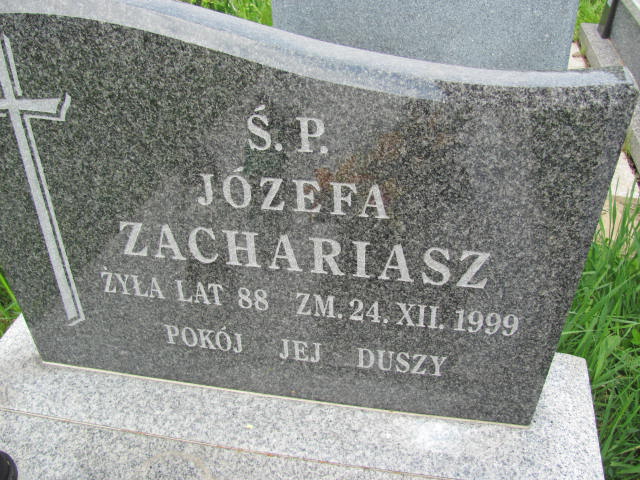 Ś. P.
JÓZEFA
ZACHARIASZ
ŻYŁA LAT 88 ZM. 24. XII. 1999
POKÓJ JEJ DUSZY